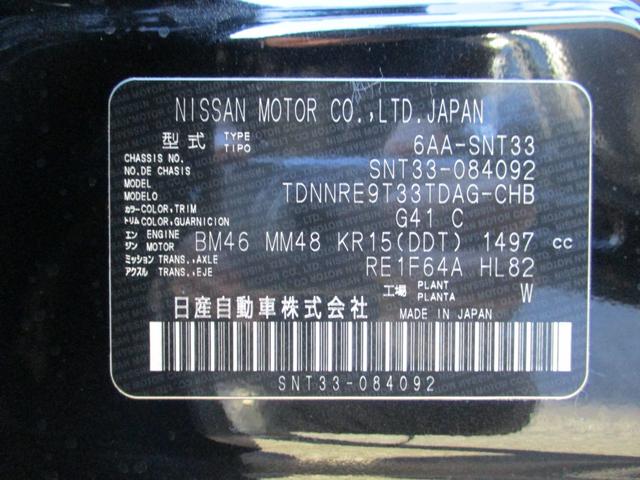 NISSAN MOTOR CO.,LTD.JAPAN
型式 TYPE TIPO 6AA-SNT33
CHASSIS NO. NO.DE CHASIS SNT33-084092
MODEL MODELO TDNNRE9T33TDAG-CHB
カラー COLOR,TRIM トリム COLOR,GUARNICION G41 C
エン ENGINE ジン MOTOR BM46 MM48 KR15(DDT) 1497 cc
ミッション TRANS.,AXLE アクスル TRANS.,EJE RE1F64A HL82
工場 PLANT PLANTA W
日産自動車株式会社 MADE IN JAPAN
SNT33-084092